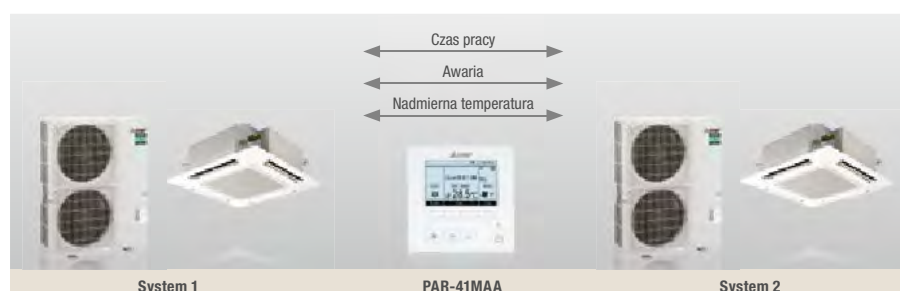 Czas pracy
Awaria
Nadmierna temperatura
System 1
PAR-41MAA
System 2